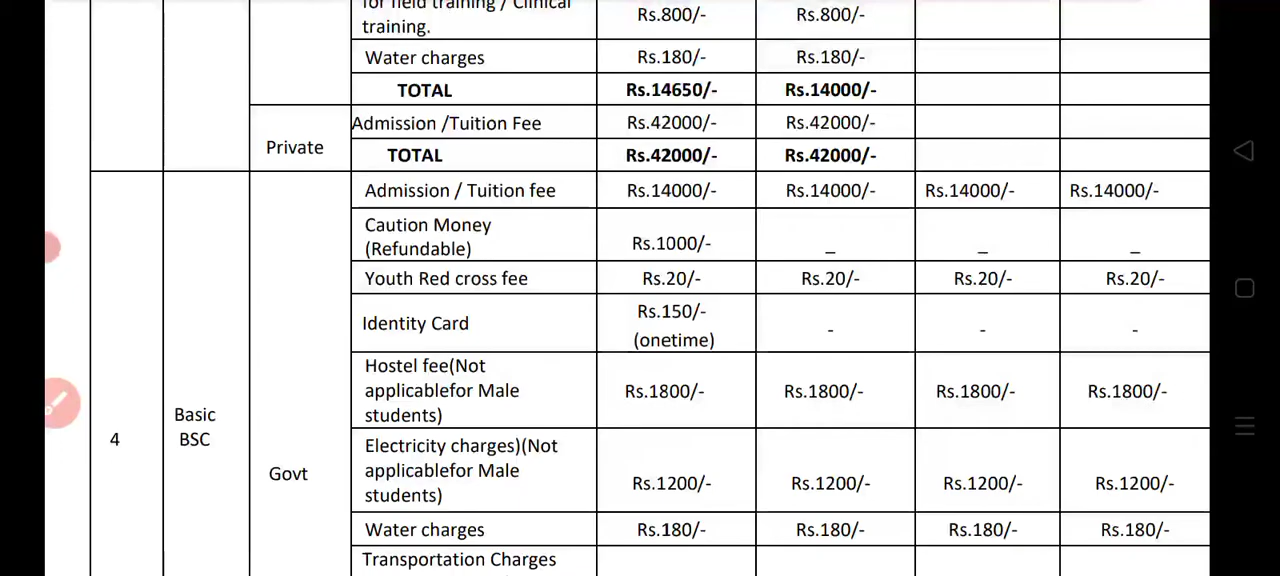 for field training / Clinical
training. Rs.800/- Rs.800/-
Water charges Rs.180/- Rs.180/-
TOTAL Rs.14650/- Rs.14000/-
Private
Admission /Tuition Fee Rs.42000/- Rs.42000/-
TOTAL Rs.42000/- Rs.42000/-
4
Basic
BSC
Govt
Admission / Tuition fee Rs.14000/- Rs.14000/- Rs.14000/- Rs.14000/-
Caution Money
(Refundable) Rs.1000/- _ _ _
Youth Red cross fee Rs.20/- Rs.20/- Rs.20/- Rs.20/-
Identity Card Rs.150/-
(onetime) - - -
Hostel fee(Not
applicablefor Male
students) Rs.1800/- Rs.1800/- Rs.1800/- Rs.1800/-
Electricity charges)(Not
applicablefor Male
students) Rs.1200/- Rs.1200/- Rs.1200/- Rs.1200/-
Water charges Rs.180/- Rs.180/- Rs.180/- Rs.180/-
Transportation Charges